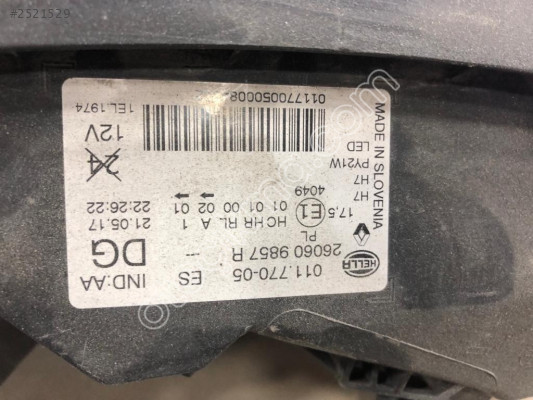 #2521529
HELLA
011.770-05 ES IND:AA
26060 9857 R --- DG
PL
17,5 E1 HC HR RL A 1 21.05.17
01 01 00 02 01 22:26:22
4049
H7 H7 PY21W LED
24 12V
MADE IN SLOVENIA
011770050008
1EL.1974